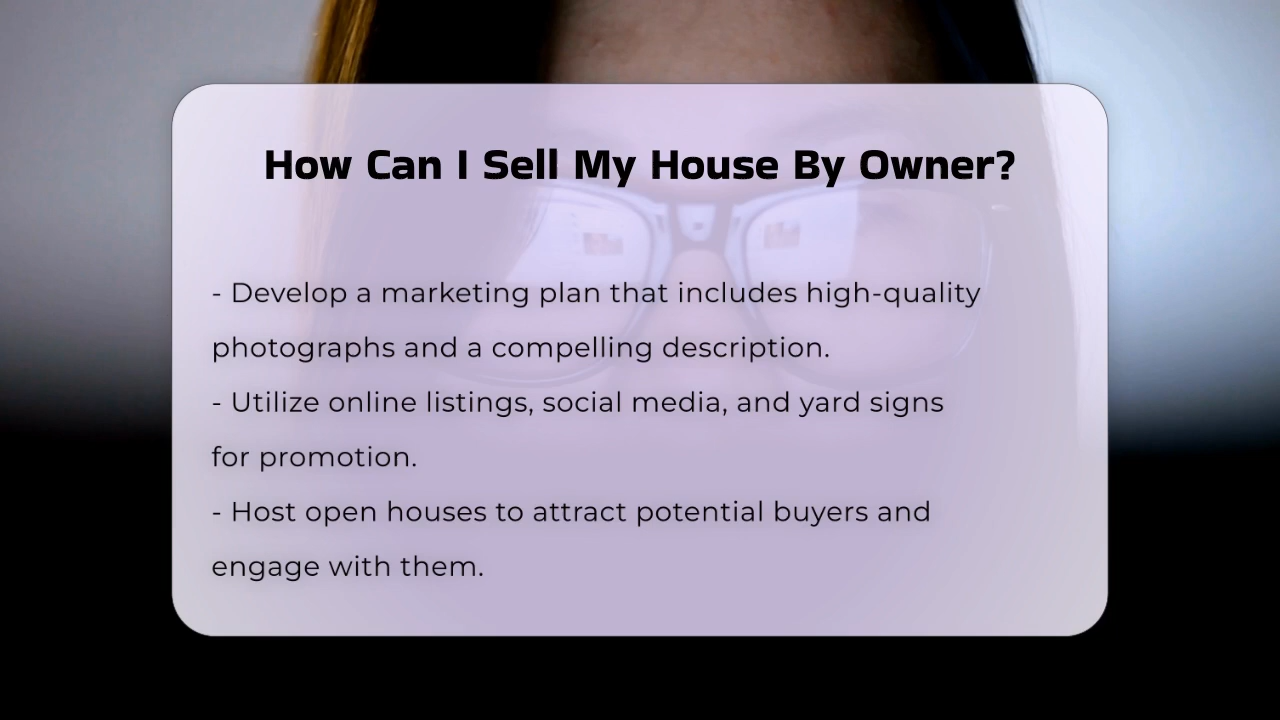 How Can I Sell My House By Owner?
- Develop a marketing plan that includes high-quality
photographs and a compelling description.
- Utilize online listings, social media, and yard signs
for promotion.
- Host open houses to attract potential buyers and
engage with them.